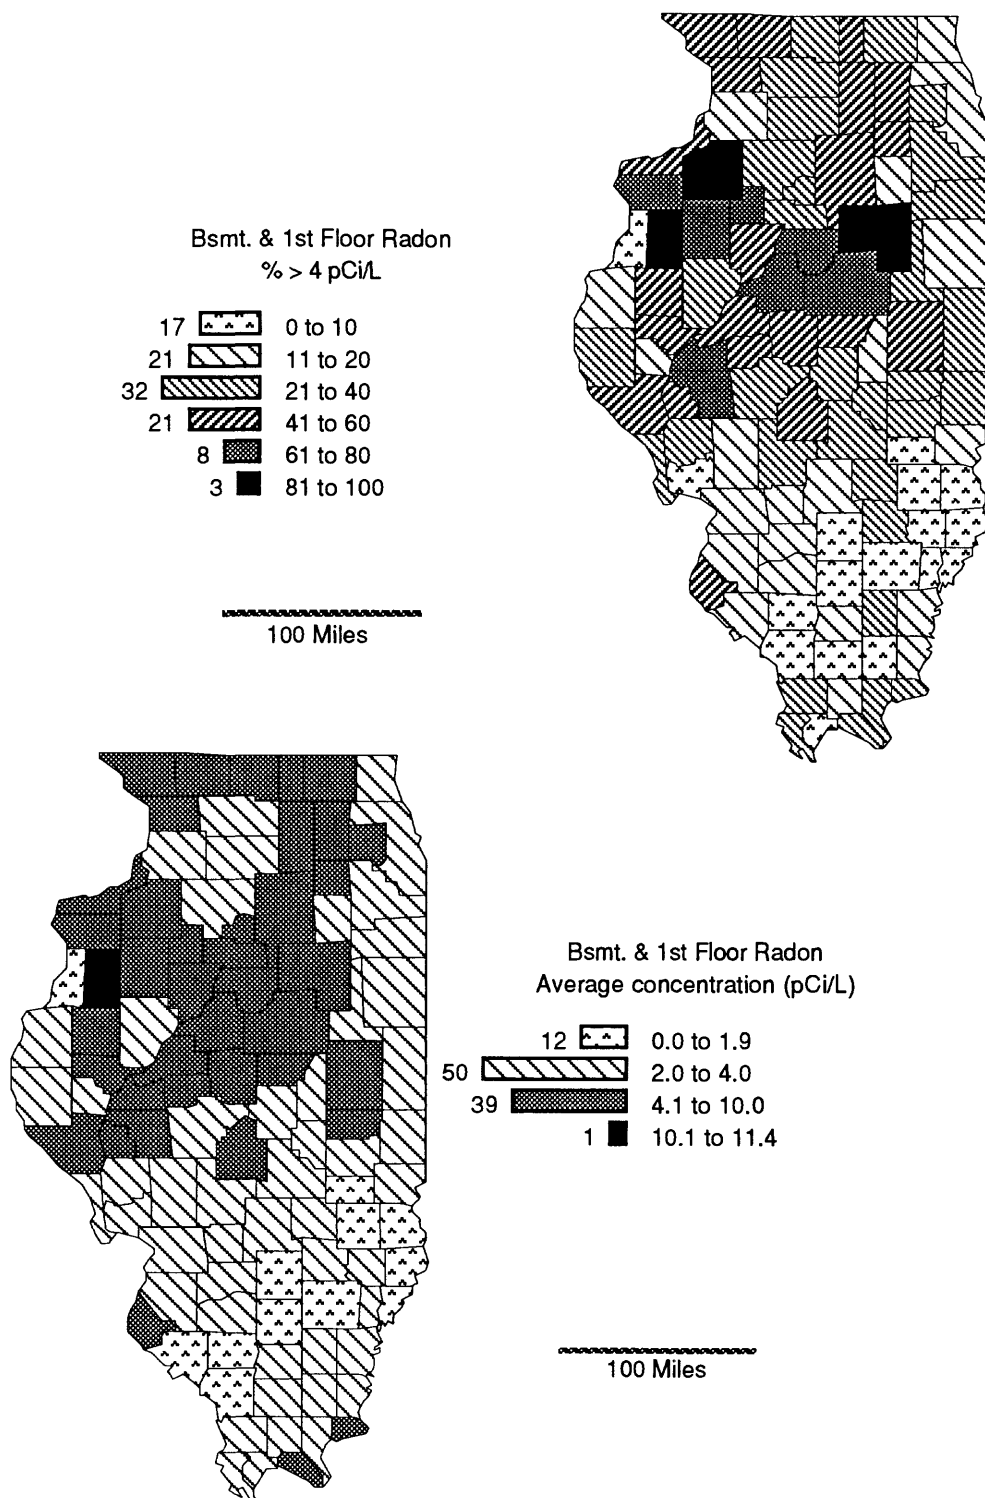 Bsmt. & 1st Floor Radon
% > 4 pCi/L
17 0 to 10
21 11 to 20
32 21 to 40
21 41 to 60
8 61 to 80
3 81 to 100
100 Miles
Bsmt. & 1st Floor Radon
Average concentration (pCi/L)
12 0.0 to 1.9
50 2.0 to 4.0
39 4.1 to 10.0
1 10.1 to 11.4
100 Miles